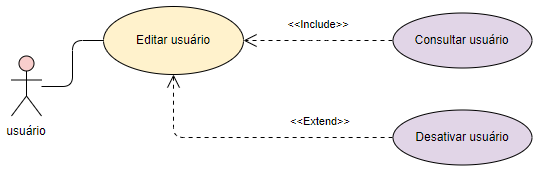 <<Include>>
Editar usuário
Consultar usuário
usuário
<<Extend>>
Desativar usuário